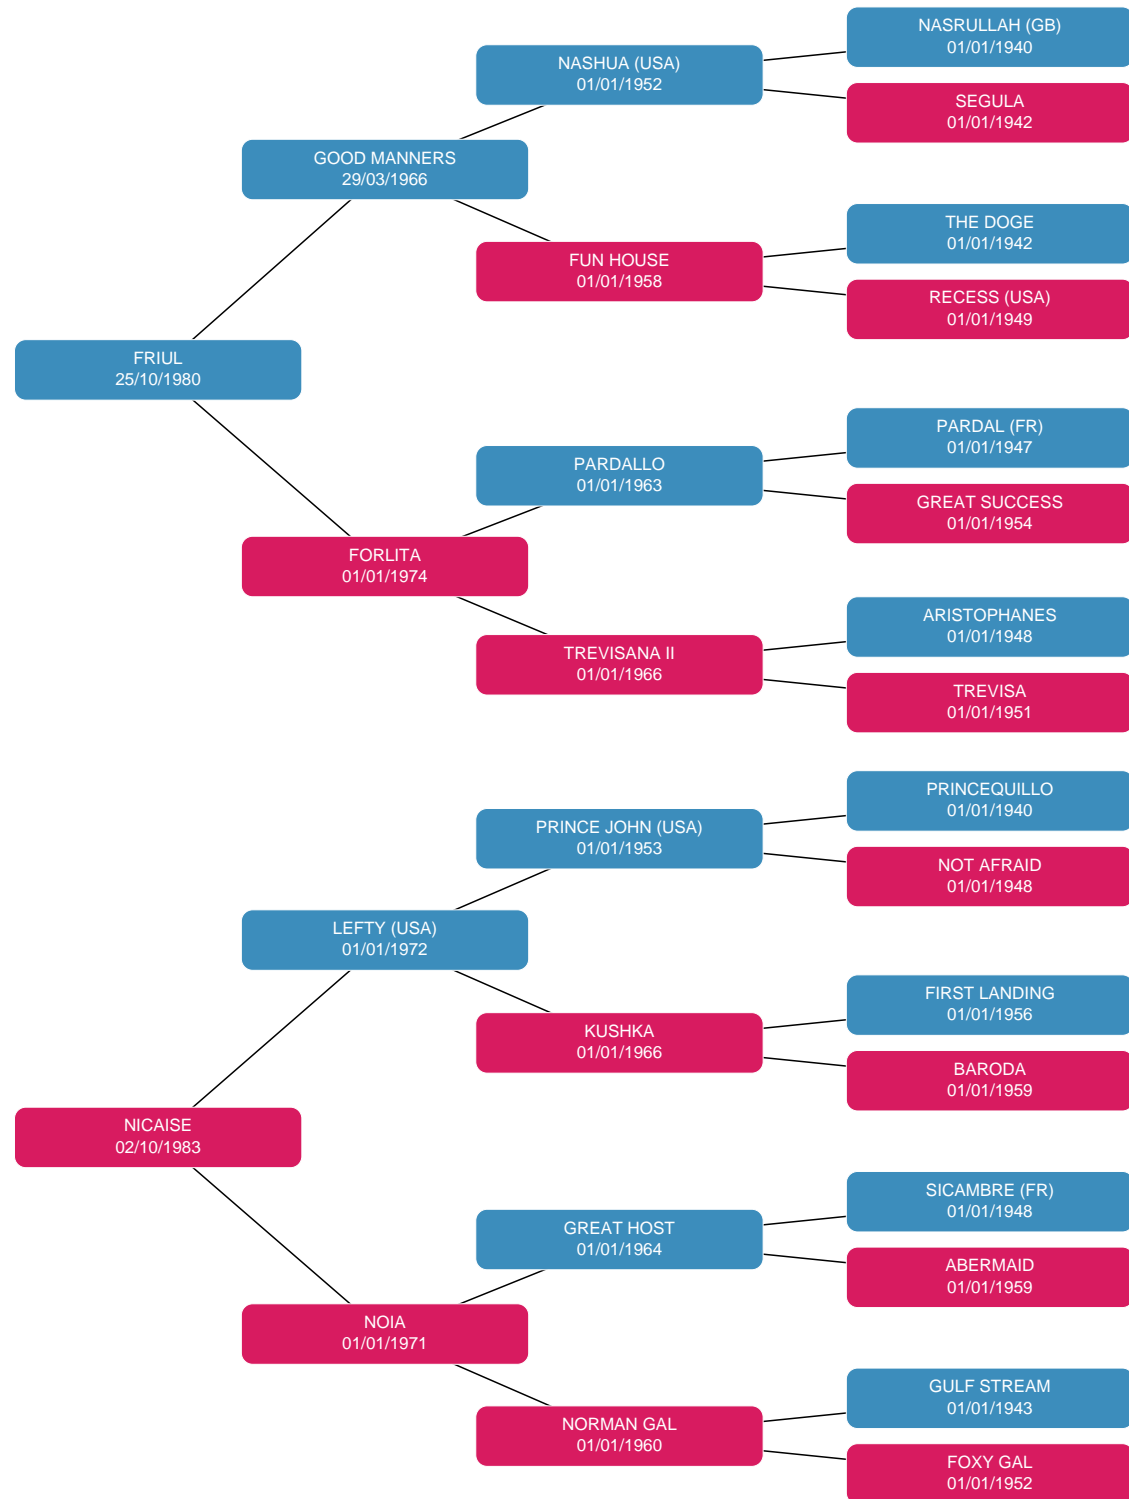 NASRULLAH (GB)
01/01/1940
NASHUA (USA)
01/01/1952
SEGULA
01/01/1942
GOOD MANNERS
29/03/1966
THE DOGE
01/01/1942
FUN HOUSE
01/01/1958
RECESS (USA)
01/01/1949
FRIUL
25/10/1980
PARDAL (FR)
01/01/1947
PARDALLO
01/01/1963
GREAT SUCCESS
01/01/1954
FORLITA
01/01/1974
ARISTOPHANES
01/01/1948
TREVISANA II
01/01/1966
TREVISA
01/01/1951
PRINCEQUILLO
01/01/1940
PRINCE JOHN (USA)
01/01/1953
NOT AFRAID
01/01/1948
LEFTY (USA)
01/01/1972
FIRST LANDING
01/01/1956
KUSHKA
01/01/1966
BARODA
01/01/1959
NICAISE
02/10/1983
SICAMBRE (FR)
01/01/1948
GREAT HOST
01/01/1964
ABERMAID
01/01/1959
NOIA
01/01/1971
GULF STREAM
01/01/1943
NORMAN GAL
01/01/1960
FOXY GAL
01/01/1952